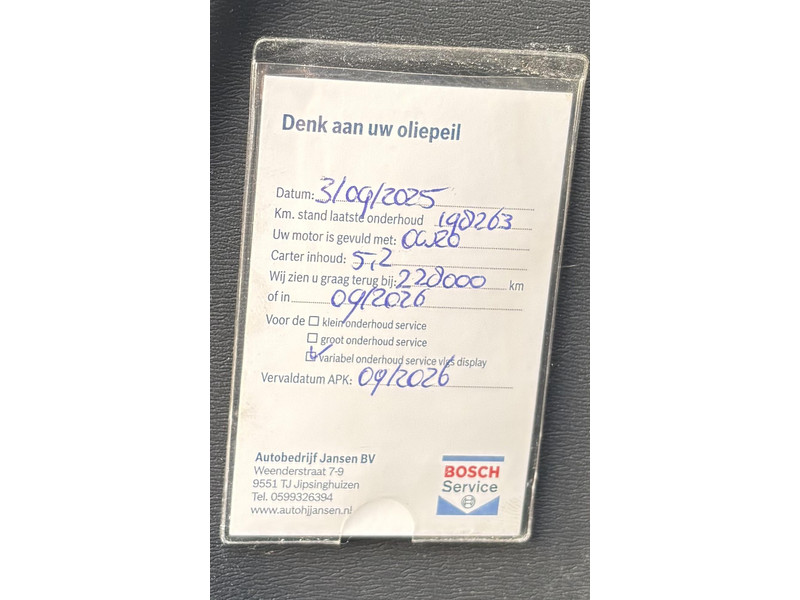 Denk aan uw oliepeil
Datum: 3/09/2025
Km. stand laatste onderhoud 198263
Uw motor is gevuld met: 0W20
Carter inhoud: 5,2
Wij zien u graag terug bij: 228000 km
of in 09/2026
Voor de klein onderhoud service
groot onderhoud service
variabel onderhoud service vlgs display
Vervaldatum APK: 09/2026
Autobedrijf Jansen BV
Weenderstraat 7-9
9551 TJ Jipsinghuizen
Tel. 0599326394
www.autohjjansen.nl
BOSCH
Service